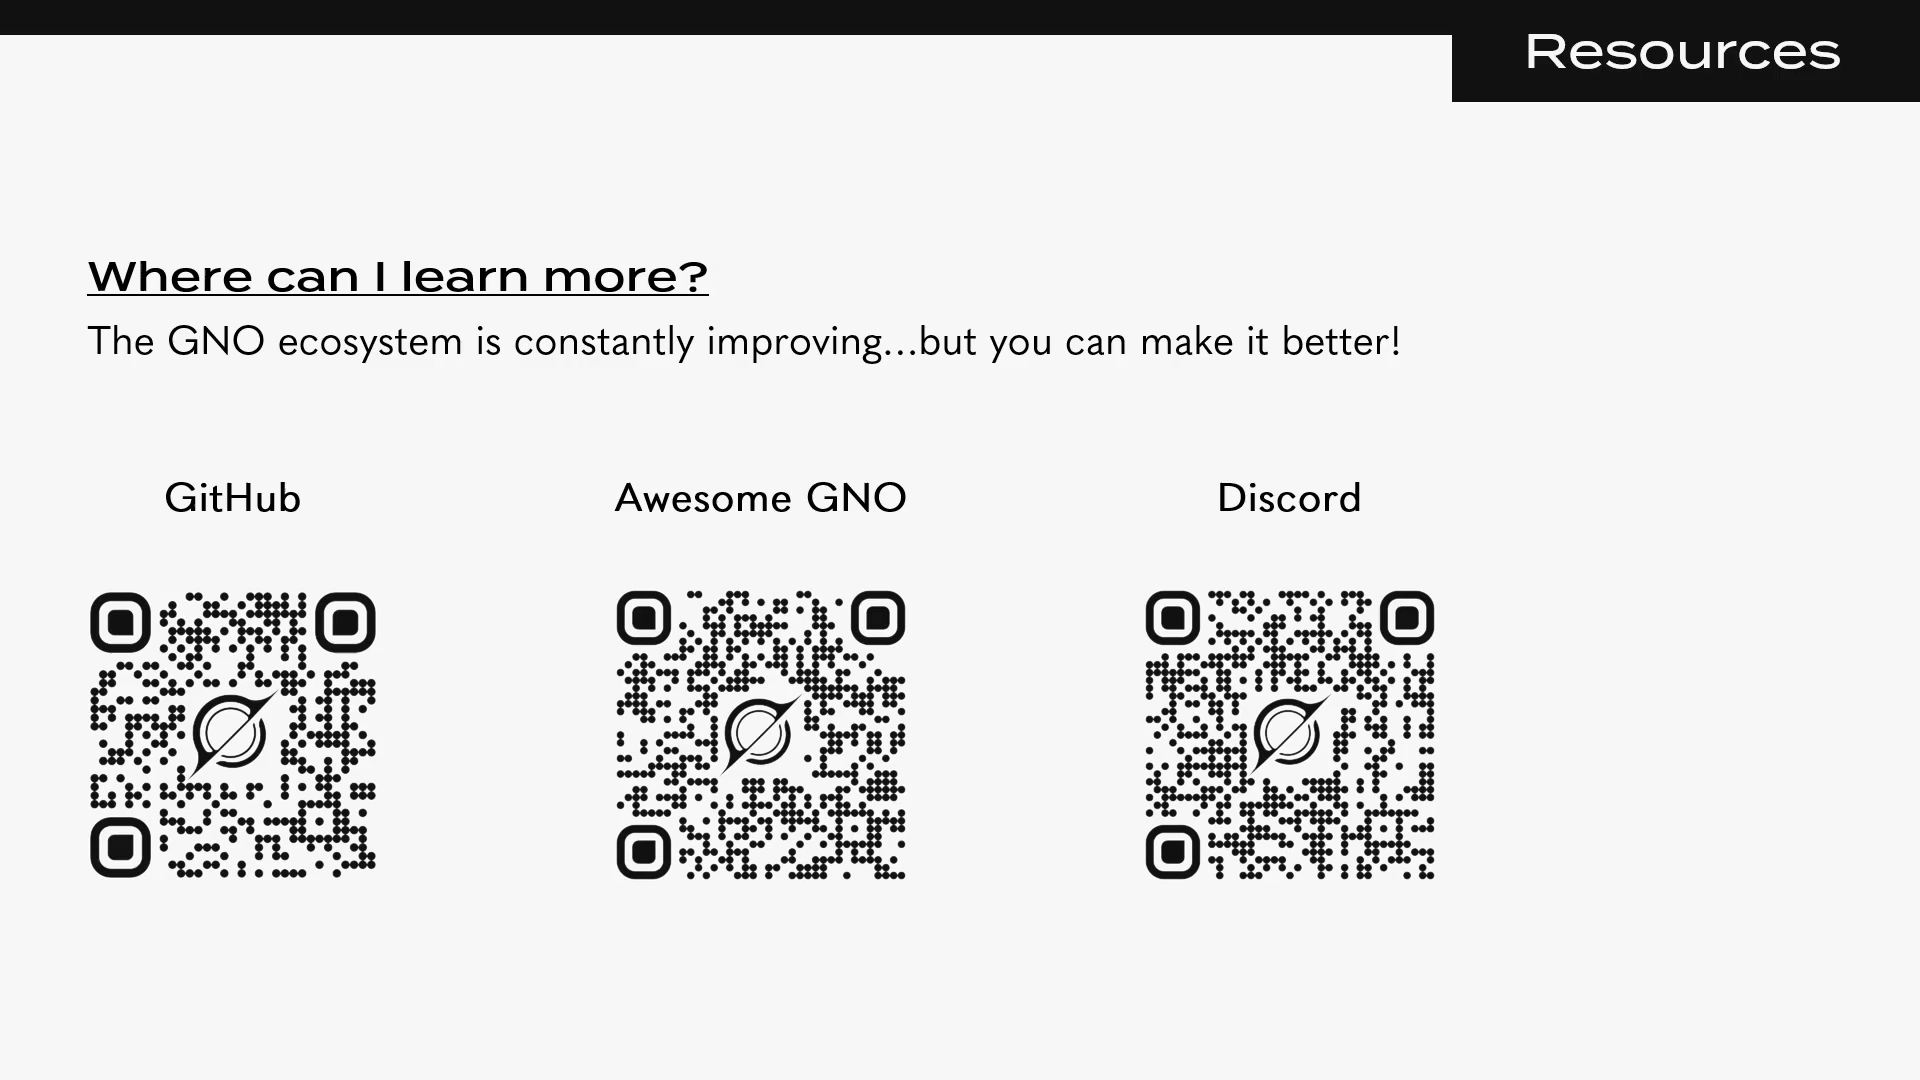 Resources
Where can I learn more?
The GNO ecosystem is constantly improving...but you can make it better!
GitHub
Awesome GNO
Discord